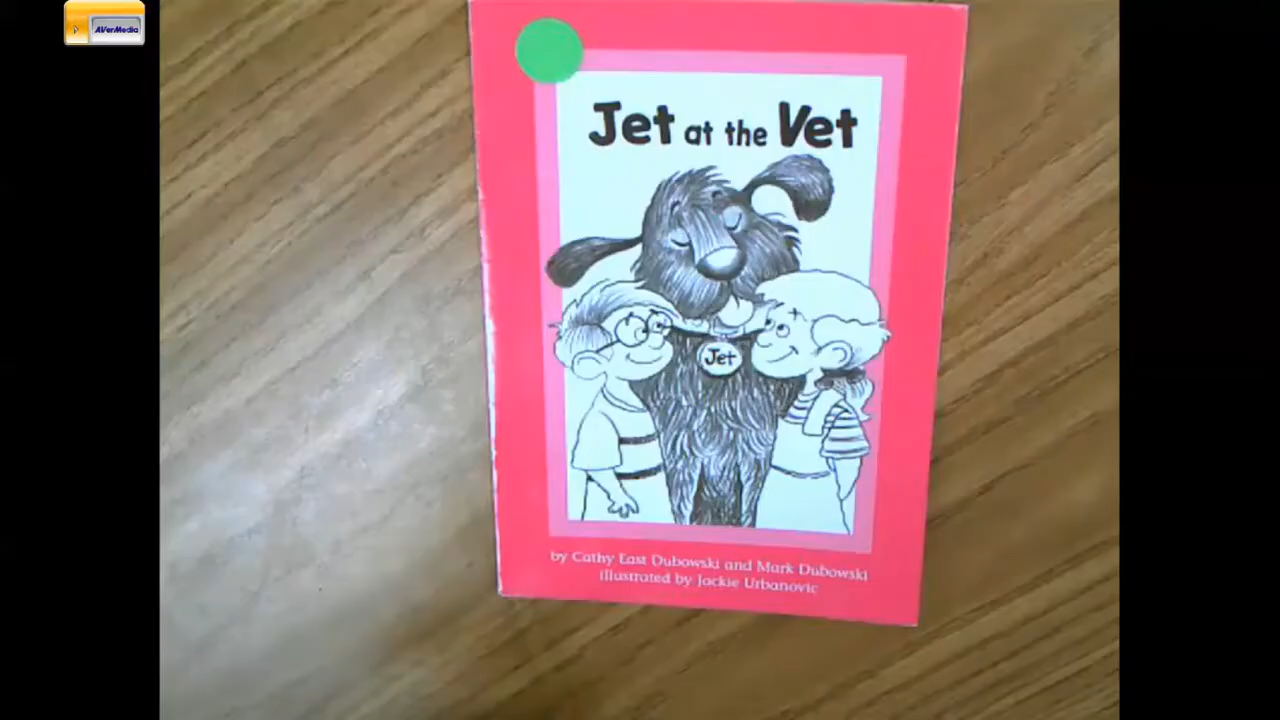 AVerMedia
Jet at the Vet
Jet
by Cathy East Dubowski and Mark Dubowski
illustrated by Jackie Urbanovic